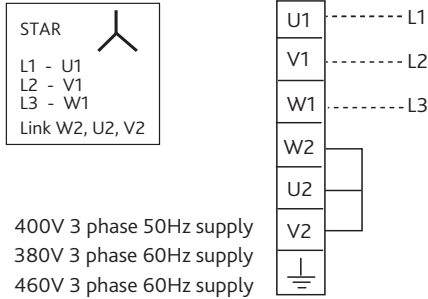 STAR
L1 - U1
L2 - V1
L3 - W1
Link W2, U2, V2
U1 L1
V1 L2
W1 L3
W2
U2
V2
400V 3 phase 50Hz supply
380V 3 phase 60Hz supply
460V 3 phase 60Hz supply